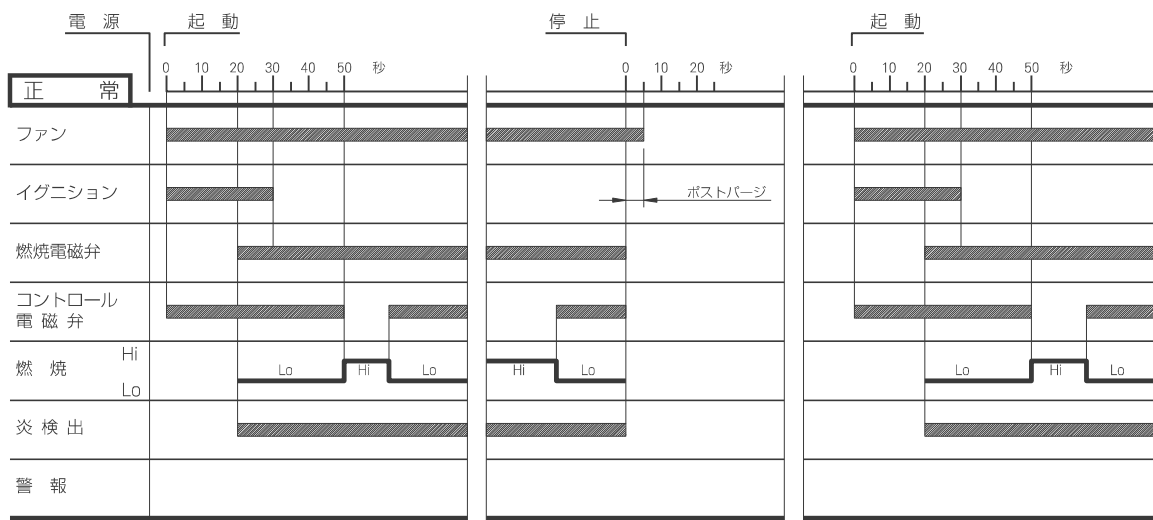 電源 起動 停止 起動
0 10 20 30 40 50 秒 0 10 20 秒 0 10 20 30 40 50 秒
正常
ファン
イグニション ポストパージ
燃焼電磁弁
コントロール
電磁弁
燃焼 Hi
Lo Hi Lo Hi Lo Lo Hi Lo
Lo
炎検出
警報